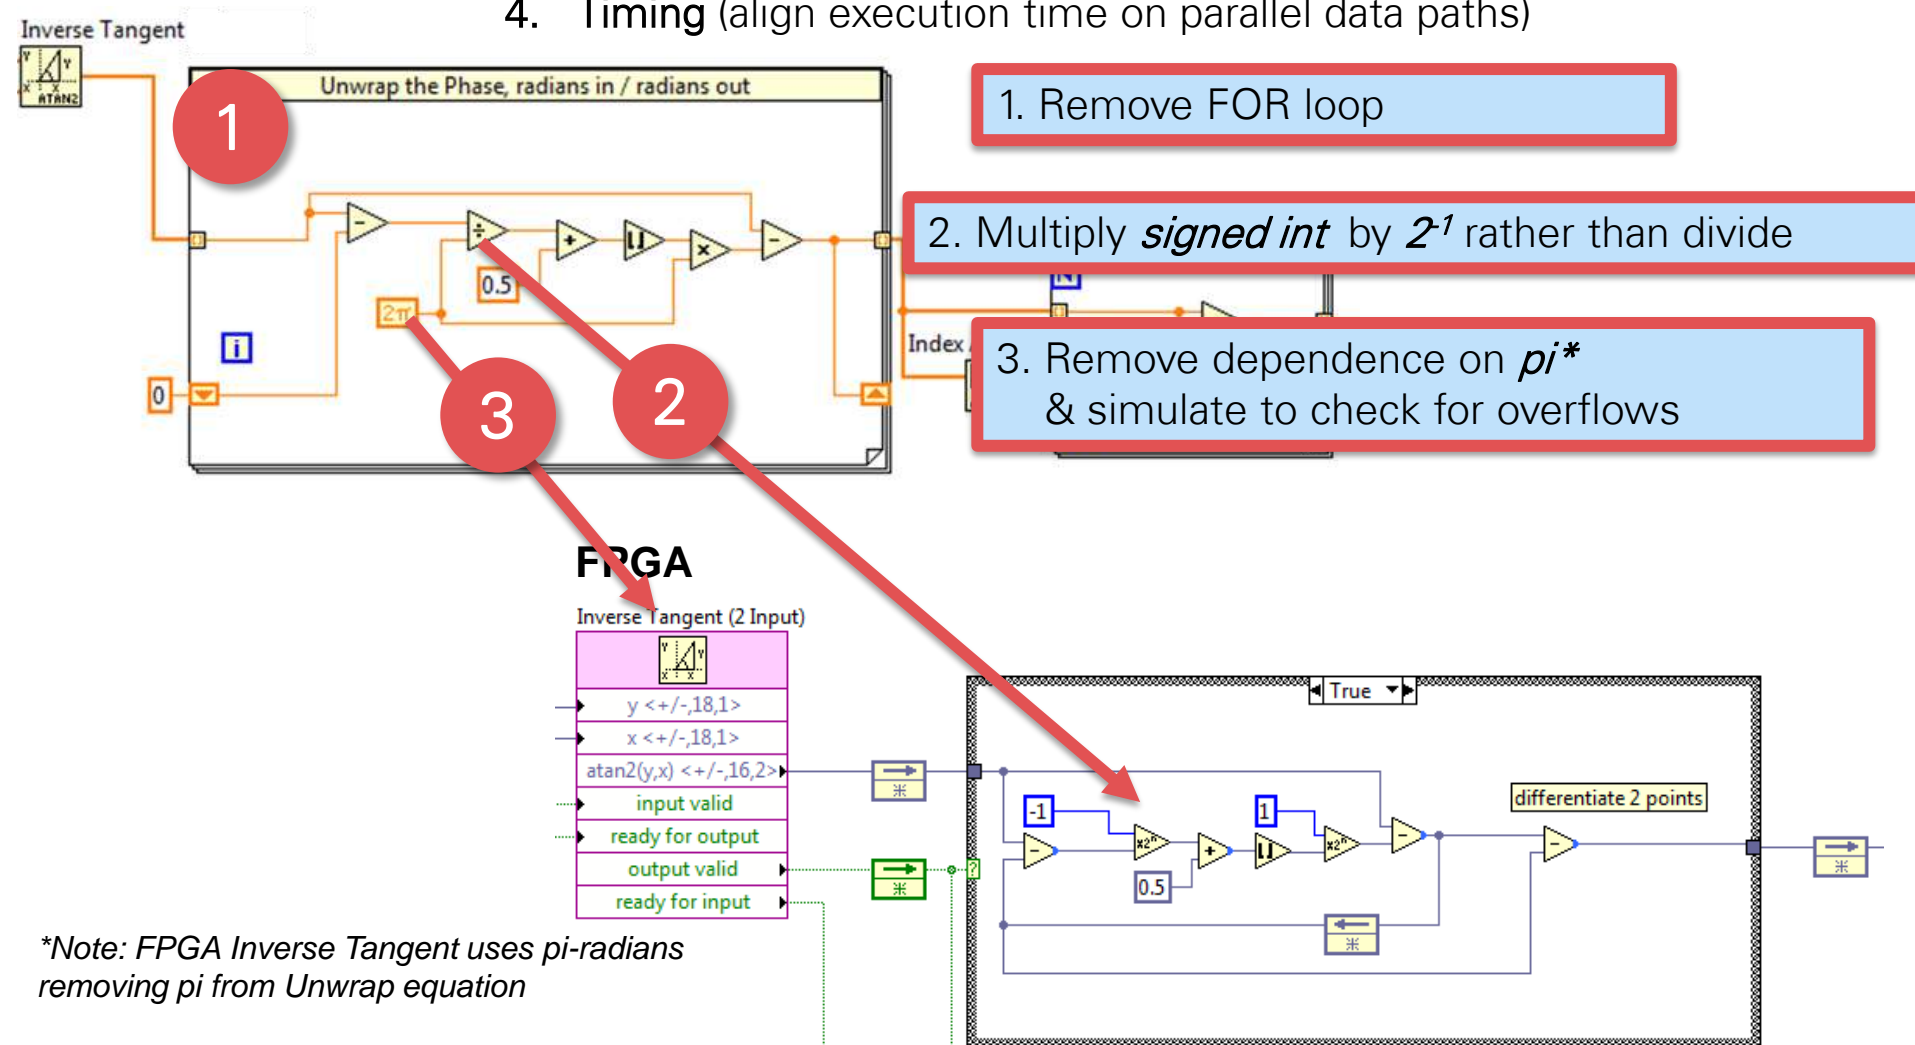 4. Timing (align execution time on parallel data paths)
Inverse Tangent
ATAN2
Unwrap the Phase, radians in / radians out
1
1. Remove FOR loop
2. Multiply signed int by 2-1 rather than divide
0.5
2π
i
0
N
Index
3. Remove dependence on pi*
& simulate to check for overflows
3
2
FPGA
Inverse Tangent (2 Input)
y <+/-,18,1>
x <+/-,18,1>
atan2(y,x) <+/-,16,2>
input valid
ready for output
output valid
ready for input
True
differentiate 2 points
-1
x2ⁿ
1
x2ⁿ
0.5
?
*Note: FPGA Inverse Tangent uses pi-radians
removing pi from Unwrap equation